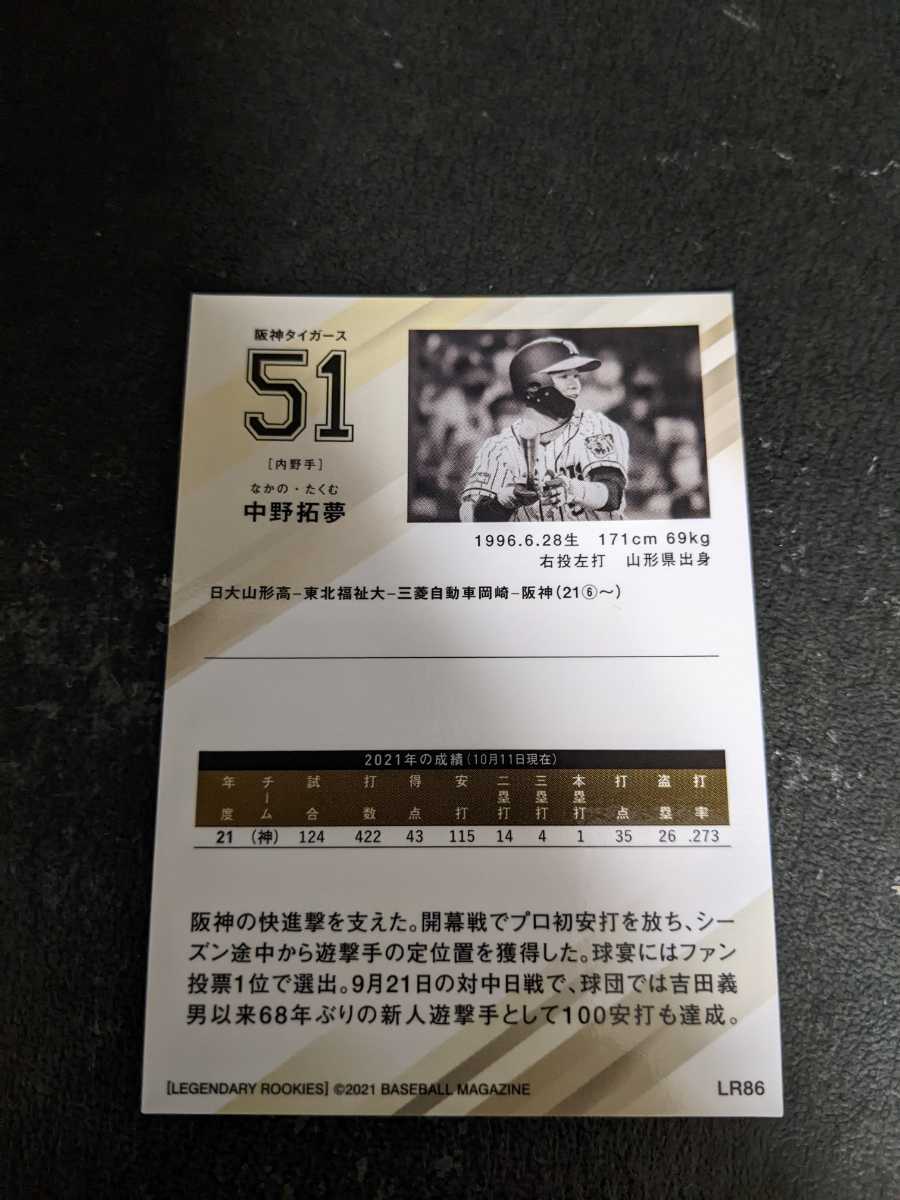 阪神タイガース
51
[内野手]
なかの・たくむ
中野拓夢
1996.6.28生 171cm 69kg
右投左打 山形県出身
日大山形高−東北福祉大−三菱自動車岡崎−阪神(21⑥〜)
2021年の成績(10月11日現在)
年度 チーム 試合 打数 得点 安打 二塁打 三塁打 本塁打 打点 盗塁 打率
21 (神) 124 422 43 115 14 4 1 35 26 .273
阪神の快進撃を支えた。開幕戦でプロ初安打を放ち、シー
ズン途中から遊撃手の定位置を獲得した。球宴にはファン
投票1位で選出。9月21日の対中日戦で、球団では吉田義
男以来68年ぶりの新人遊撃手として100安打も達成。
[LEGENDARY ROOKIES] ©2021 BASEBALL MAGAZINE LR86